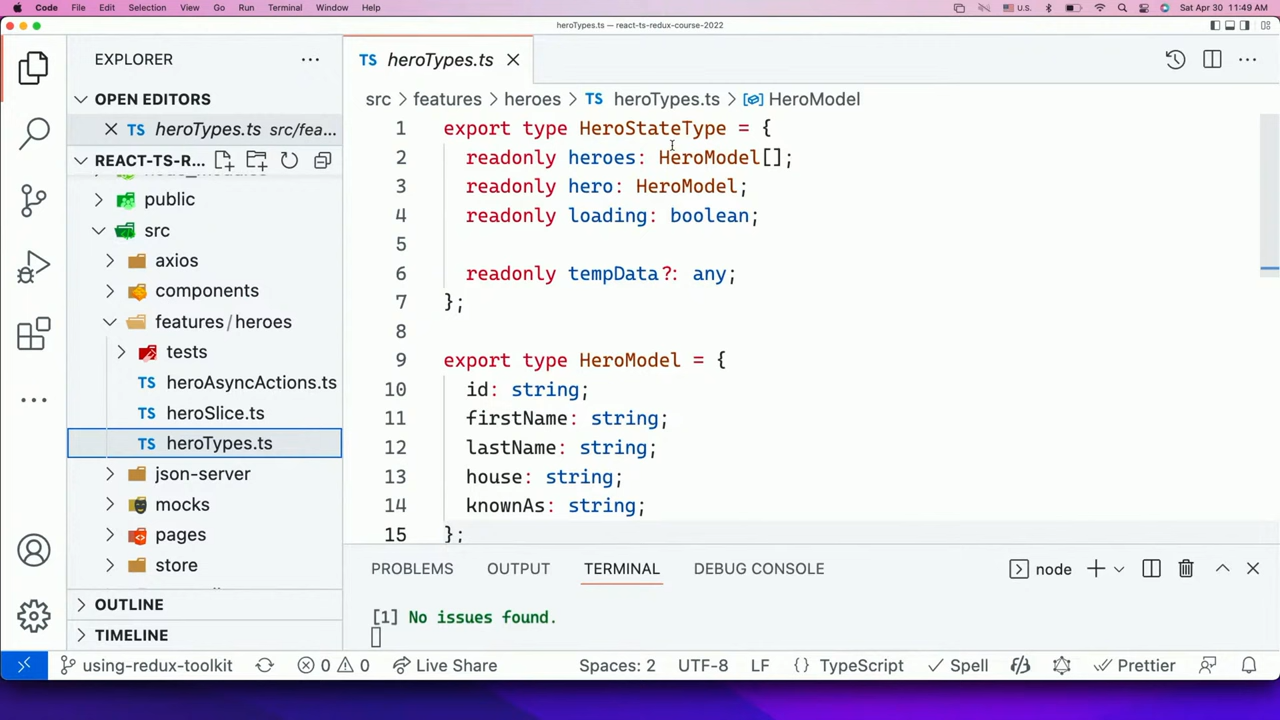 Code File Edit Selection View Go Run Terminal Window Help U.S. Sat Apr 30 11:49 AM
heroTypes.ts — react-ts-redux-course-2022
EXPLORER
OPEN EDITORS
TS heroTypes.ts src/fea...
REACT-TS-R...
public
src
axios
components
features/heroes
tests
TS heroAsyncActions.ts
TS heroSlice.ts
TS heroTypes.ts
json-server
mocks
pages
store
OUTLINE
TIMELINE
TS heroTypes.ts
src > features > heroes > TS heroTypes.ts > HeroModel
1 export type HeroStateType = {
2 readonly heroes: HeroModel[];
3 readonly hero: HeroModel;
4 readonly loading: boolean;
5
6 readonly tempData?: any;
7 };
8
9 export type HeroModel = {
10 id: string;
11 firstName: string;
12 lastName: string;
13 house: string;
14 knownAs: string;
15 };
PROBLEMS OUTPUT TERMINAL DEBUG CONSOLE node
[1] No issues found.
using-redux-toolkit 0 0 Live Share Spaces: 2 UTF-8 LF {} TypeScript Spell Prettier